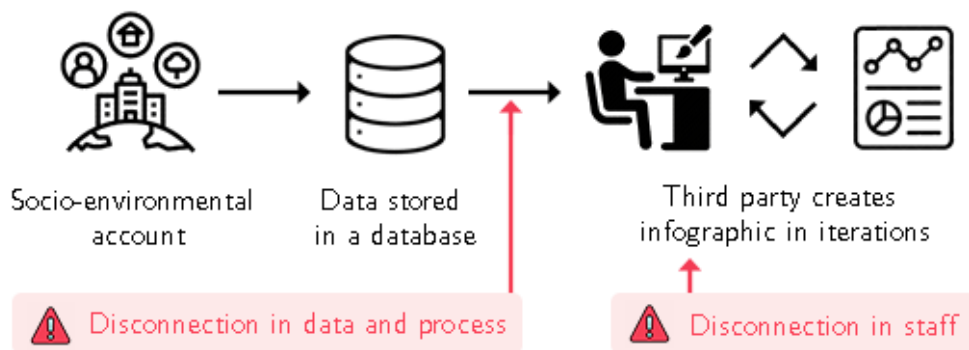 Socio-environmental
account
Data stored
in a database
Third party creates
infographic in iterations
Disconnection in data and process
Disconnection in staff